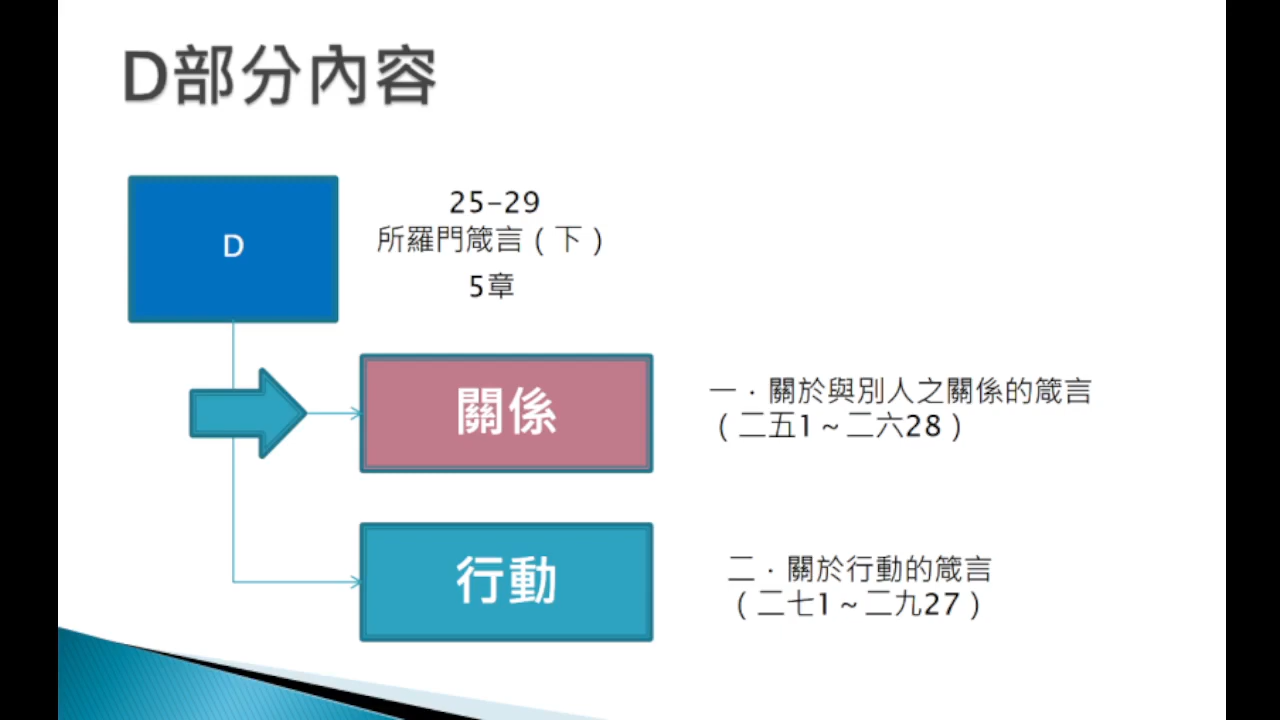 D部分內容
D
25-29
所羅門箴言（下）
5章
關係
一．關於與別人之關係的箴言
（二五1～二六28）
行動
二．關於行動的箴言
（二七1～二九27）